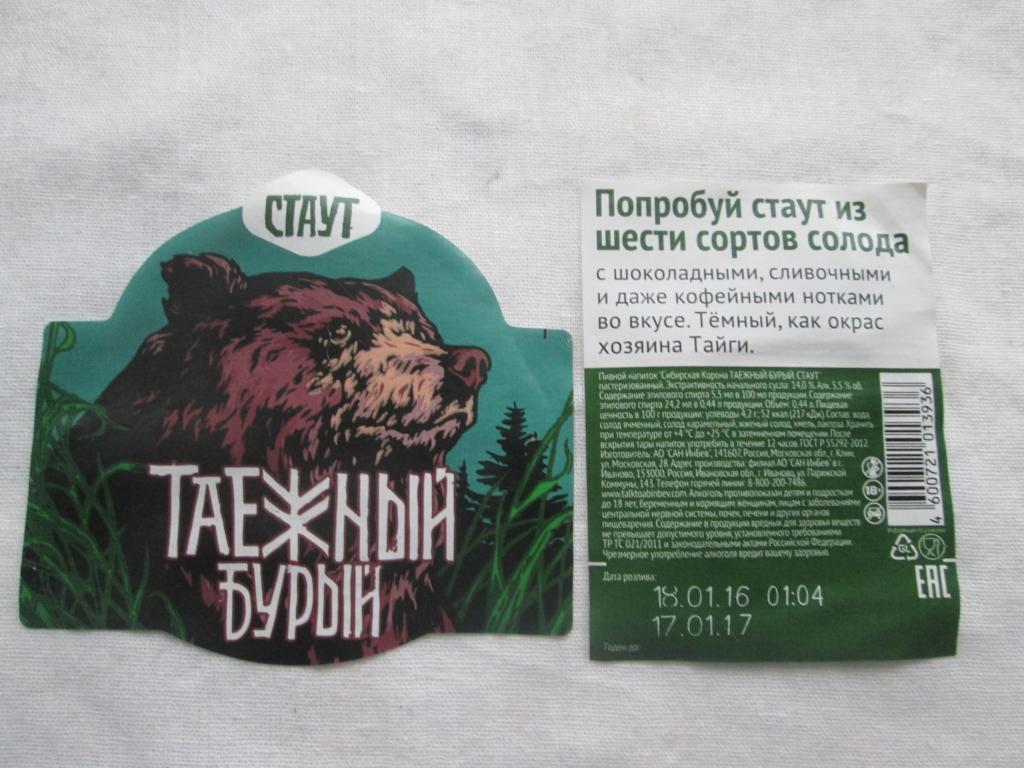 СТАУТ
ТАЕЖНЫЙ
БУРЫЙ
Попробуй стаут из
шести сортов солода
с шоколадными, сливочными
и даже кофейными нотками
во вкусе. Тёмный, как окрас
хозяина Тайги.
Пивной напиток "Сибирская Корона ТАЕЖНЫЙ БУРЫЙ СТАУТ"
пастеризованный. Экстрактивность начального сусла: 14,0 % Алк. 5,5 % об.
Содержание этилового спирта 5,5 мл в 100 мл продукции. Содержание
этилового спирта 24,2 мл в 0,44 л продукции. Объем: 0,44 л. Пищевая
ценность в 100 г продукции: углеводы 4,2 г; 52 ккал (217 кДж). Состав: вода,
солод ячменный, солод карамельный, жженый солод, хмель, лактоза. Хранить
при температуре от +4 °С до +25 °С в затемненном помещении. После
вскрытия тары напиток употребить в течение 12 часов. ГОСТ Р 55292-2012.
Изготовитель: АО "САН ИнБев", 141607, Россия, Московская обл., г. Клин,
ул. Московская, 28. Адрес производства: филиал АО "САН ИнБев" в г.
Иваново, 153000, Россия, Ивановская обл., г. Иваново, ул. Парижской
Коммуны, 143. Телефон горячей линии: 8-800-200-7486.
www.talktoabinbev.com. Алкоголь противопоказан детям и подросткам
до 18 лет, беременным и кормящим женщинам, лицам с заболеваниями
центральной нервной системы, почек, печени и других органов
пищеварения. Содержание в продукции вредных для здоровья веществ
не превышает допустимого уровня, установленного требованиями
ТР ТС 021/2011 и законодательными актами Российской Федерации.
Чрезмерное употребление алкоголя вредит вашему здоровью
18+
4 600721 013936
GL
EAC
Дата розлива:
18.01.16 01:04
17.01.17
Годен до: